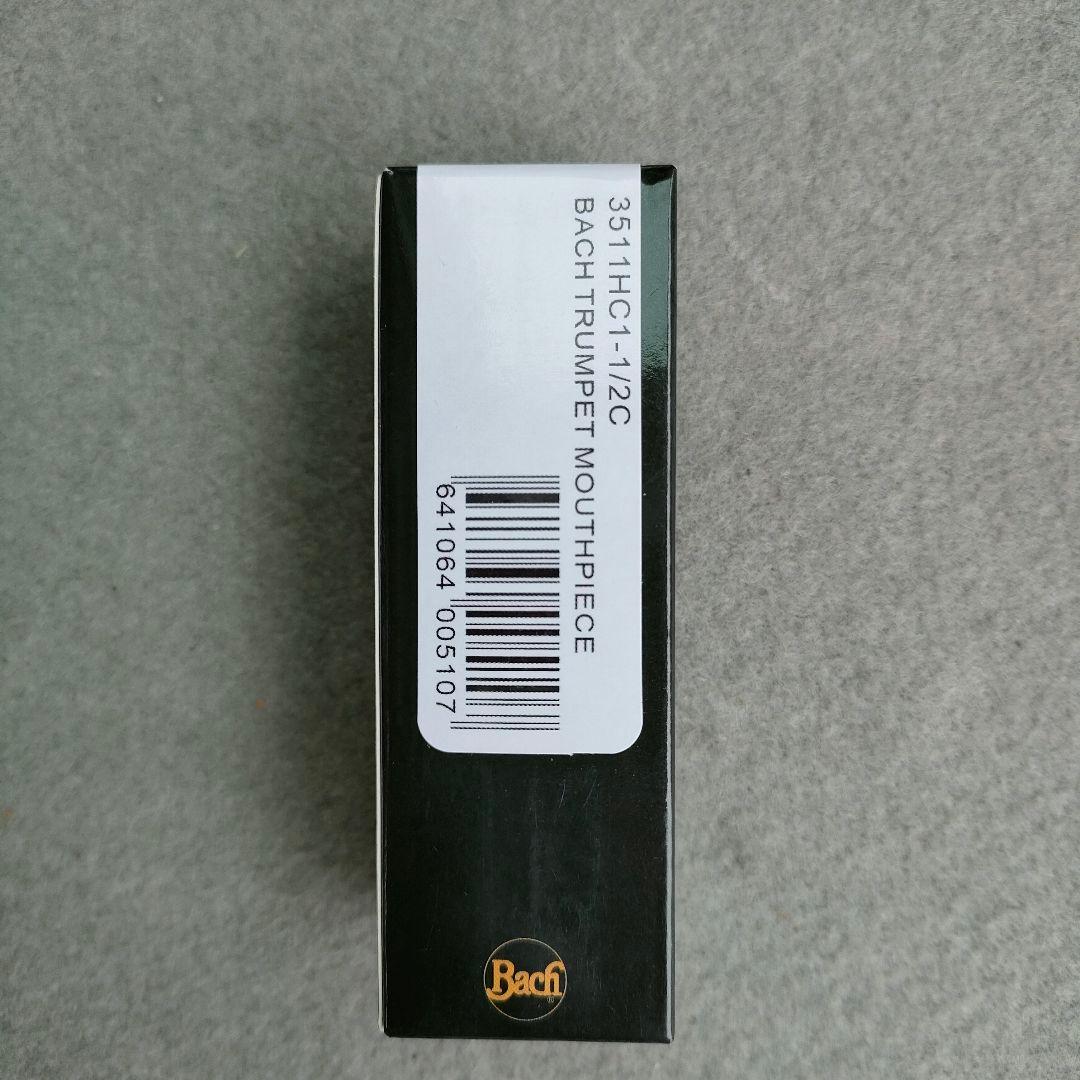 3511HC1-1/2C
BACH TRUMPET MOUTHPIECE
641064 005107
Bach